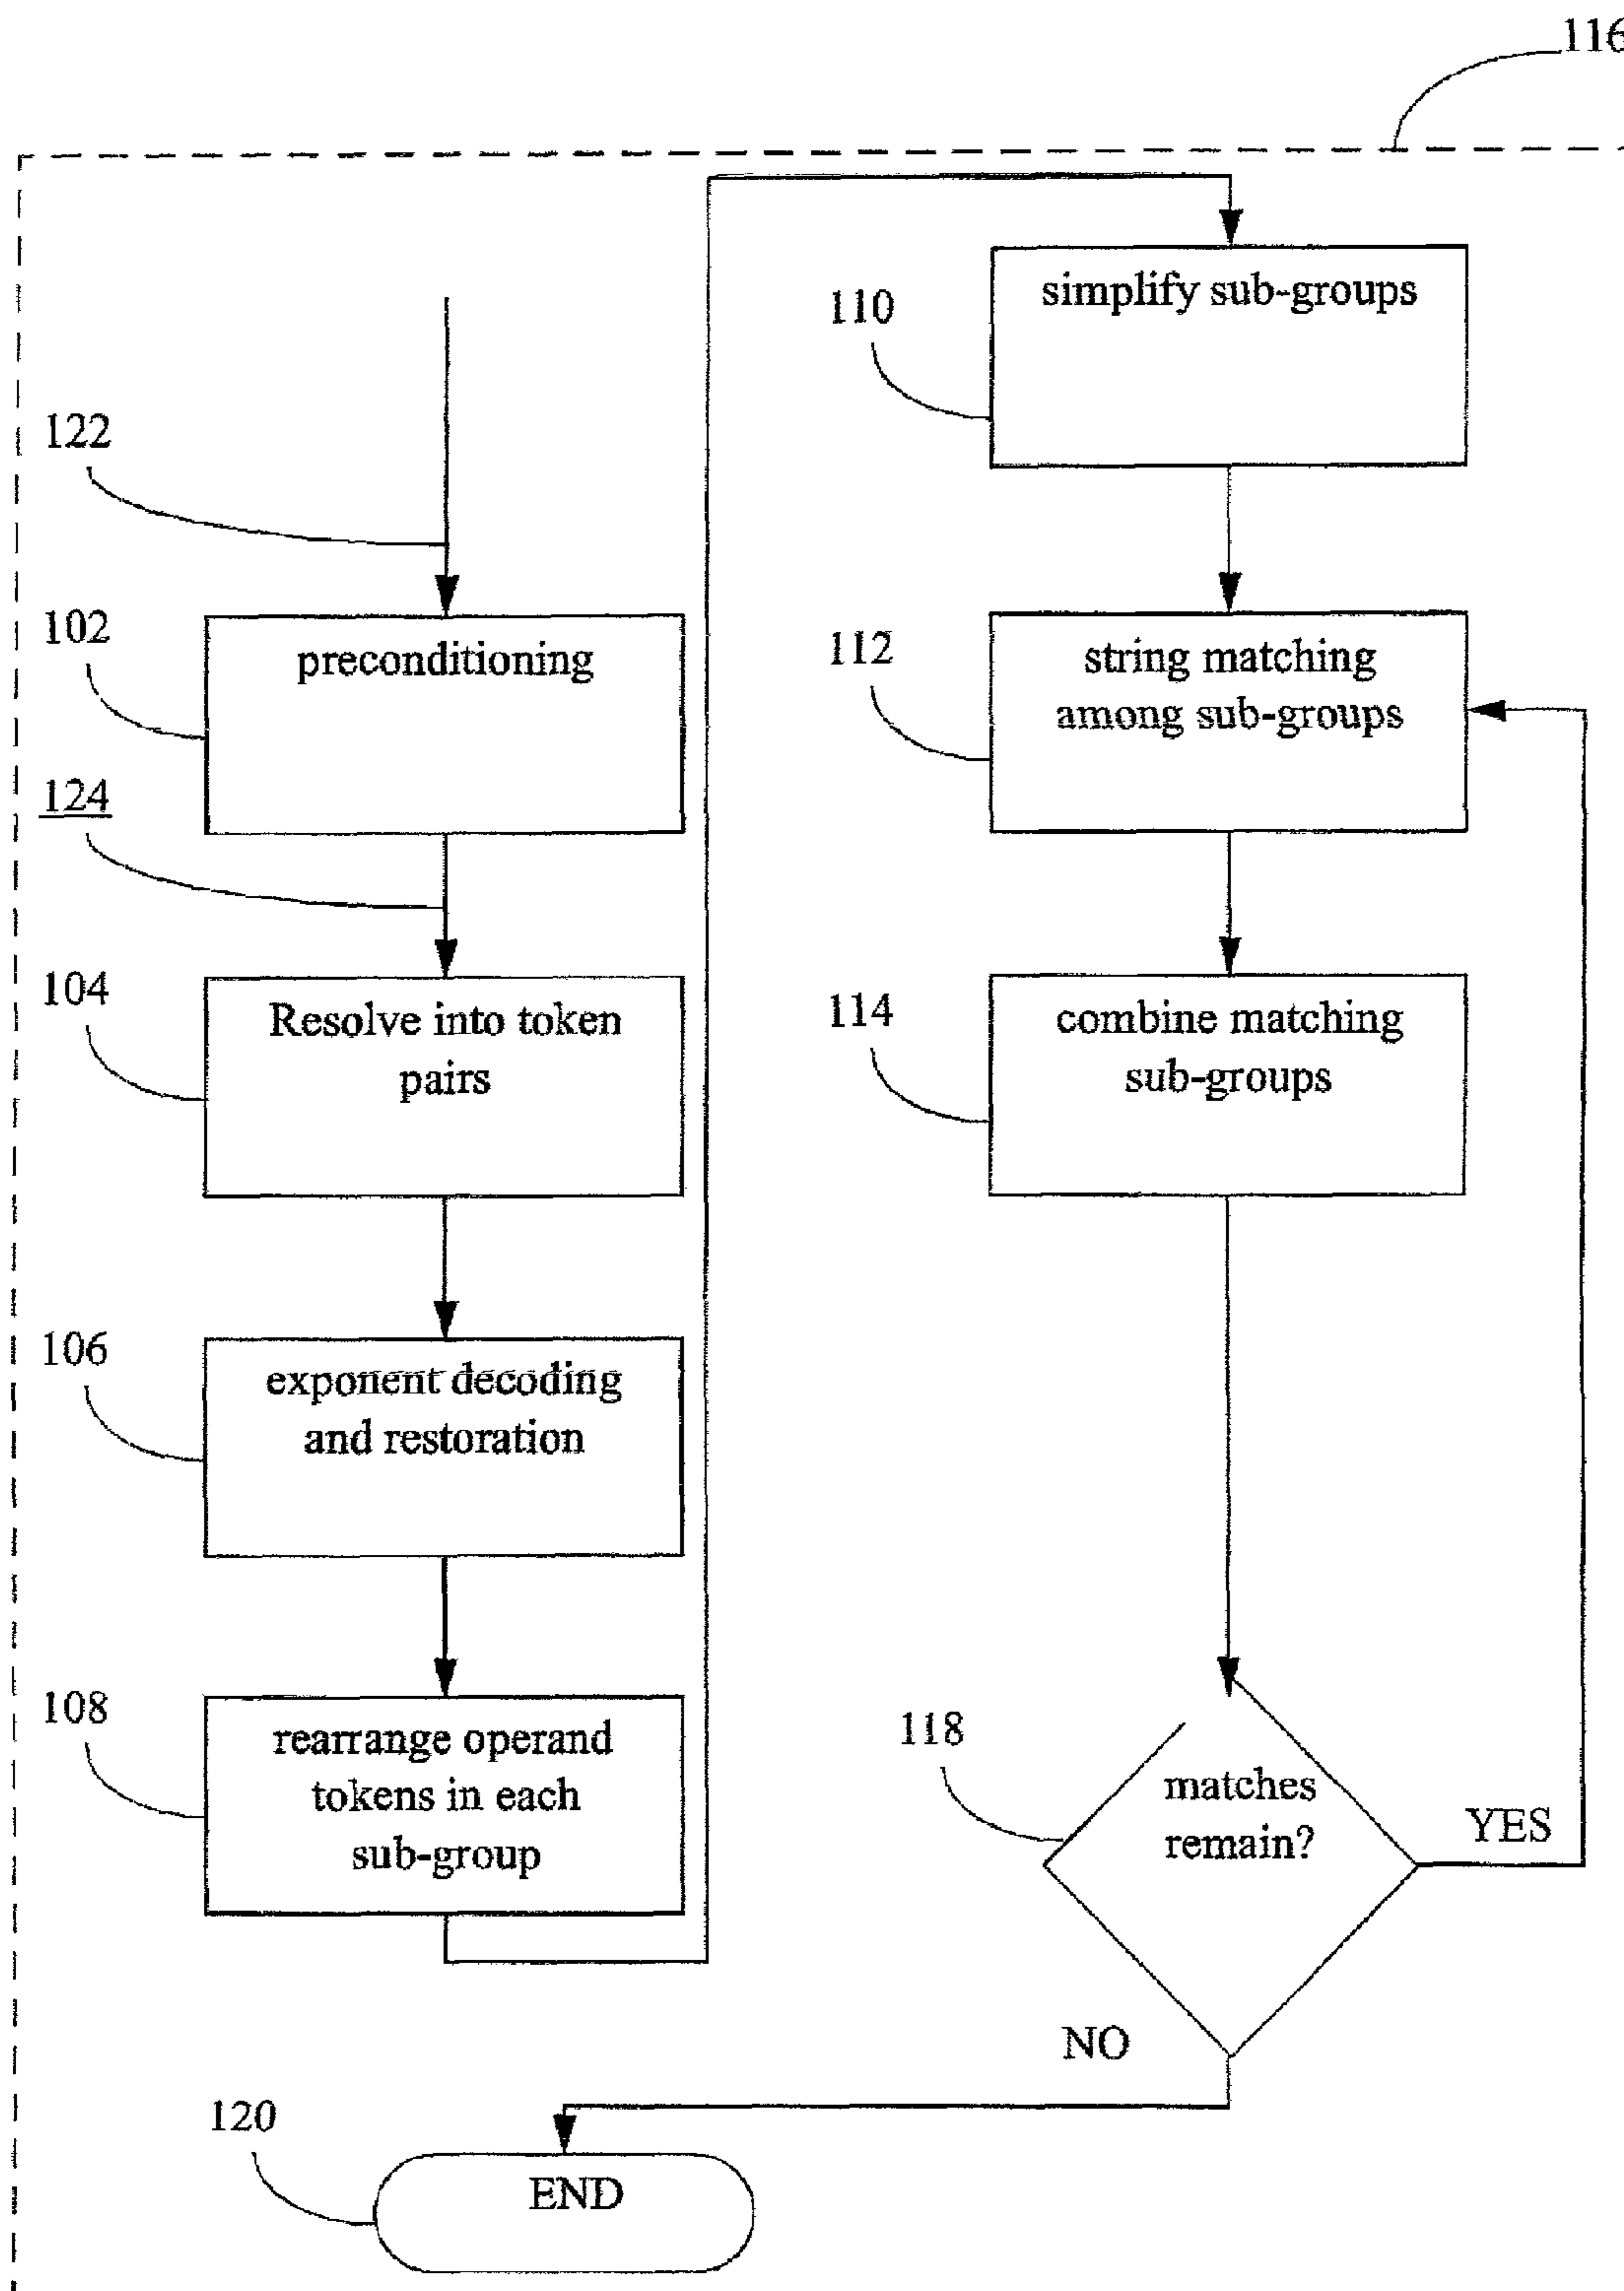 116
122
102
preconditioning
124
104
Resolve into token
pairs
106
exponent decoding
and restoration
108
rearrange operand
tokens in each
sub-group
110
simplify sub-groups
112
string matching
among sub-groups
114
combine matching
sub-groups
118
matches
remain?
YES
NO
120
END